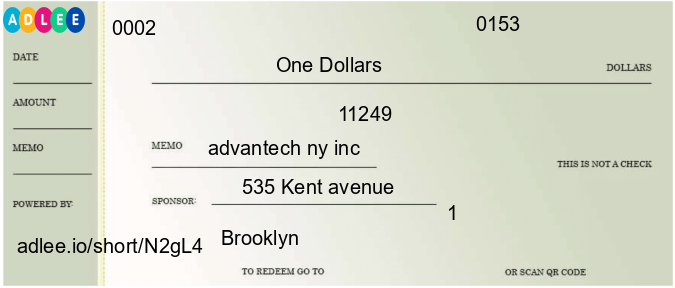 ADLEE
0002
0153
DATE
One Dollars
DOLLARS
AMOUNT
11249
MEMO
MEMO
advantech ny inc
THIS IS NOT A CHECK
535 Kent avenue
POWERED BY:
SPONSOR:
1
adlee.io/short/N2gL4
Brooklyn
TO REDEEM GO TO
OR SCAN QR CODE